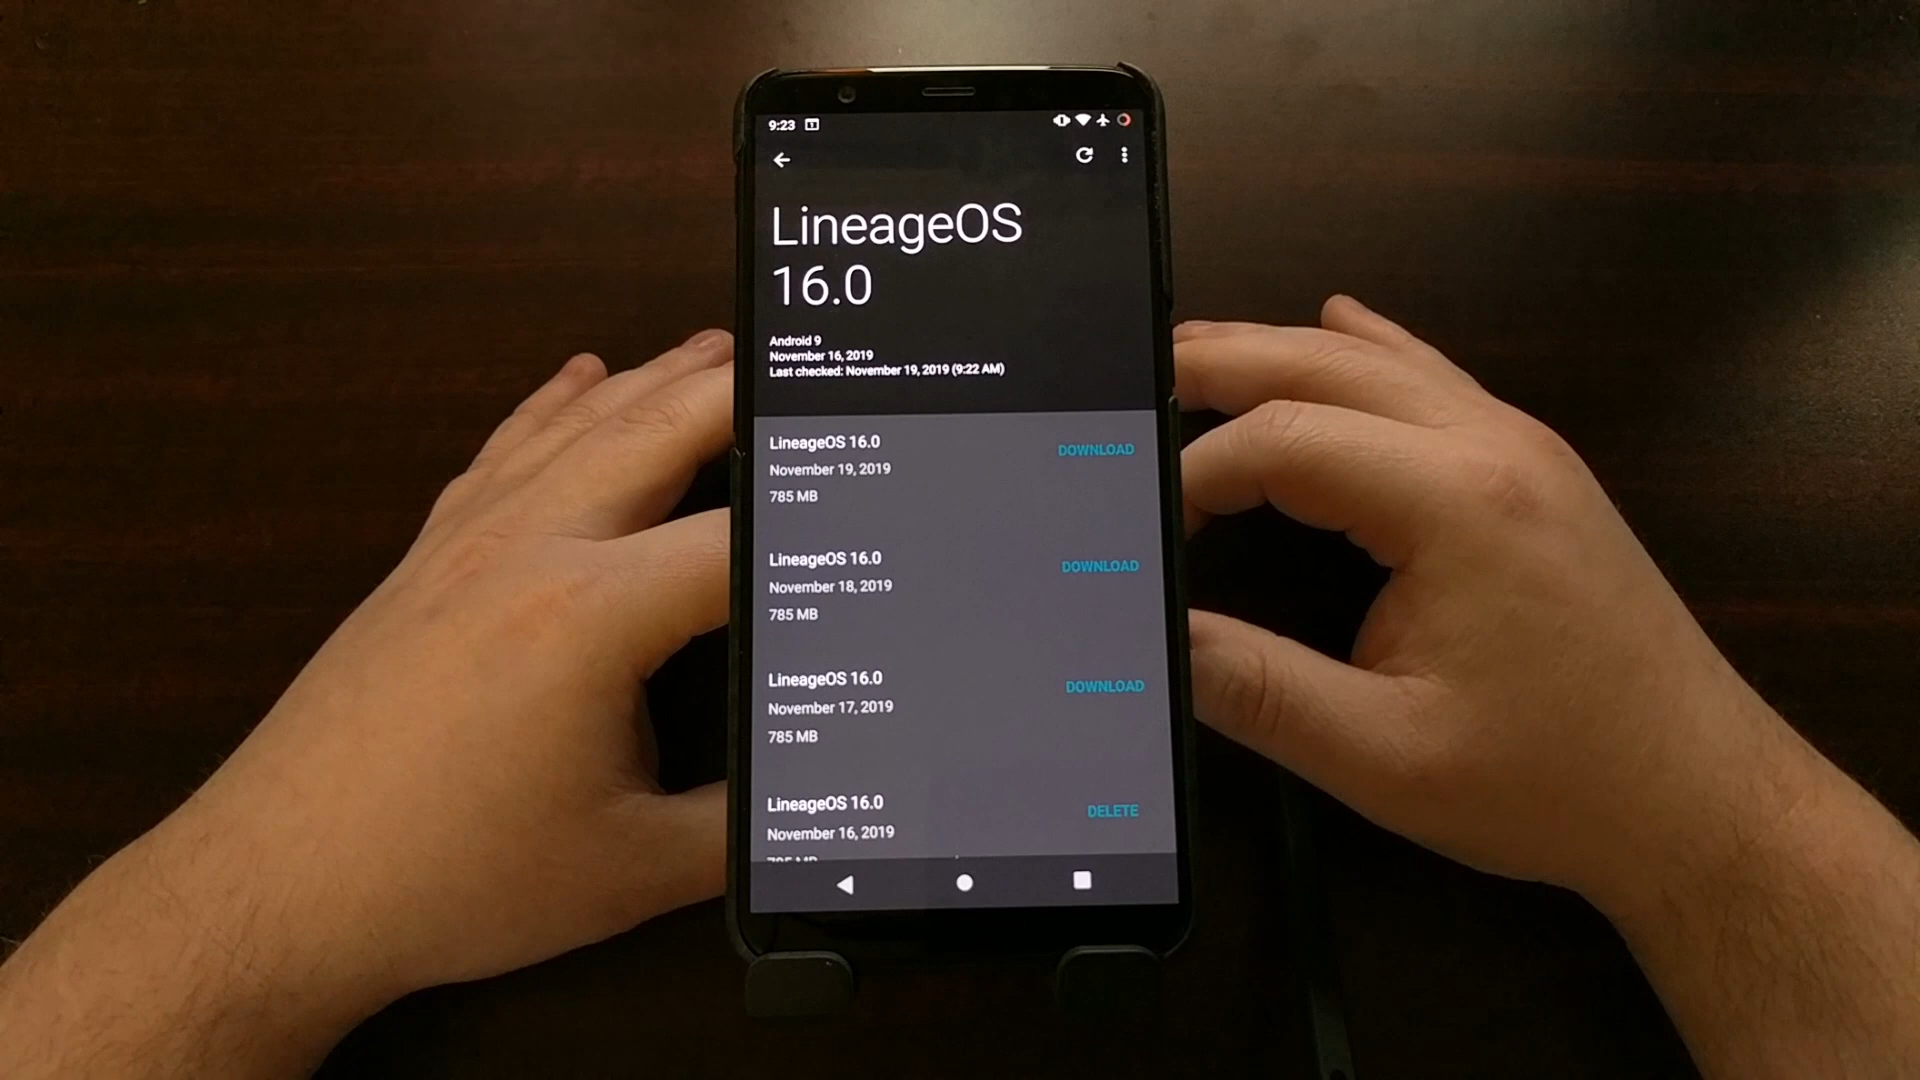 9:23
LineageOS
16.0
Android 9
November 16, 2019
Last checked: November 19, 2019 (9:22 AM)
LineageOS 16.0
DOWNLOAD
November 19, 2019
785 MB
LineageOS 16.0
DOWNLOAD
November 18, 2019
785 MB
LineageOS 16.0
DOWNLOAD
November 17, 2019
785 MB
LineageOS 16.0
DELETE
November 16, 2019